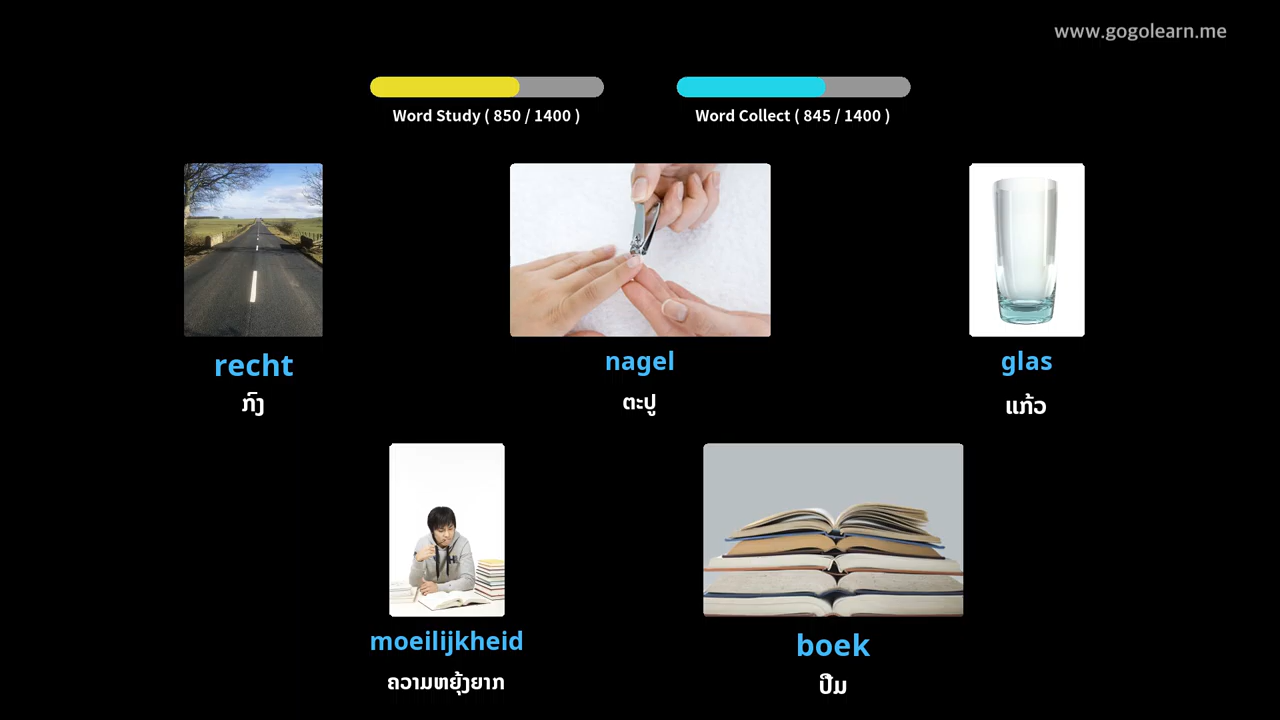 www.gogolearn.me
Word Study ( 850 / 1400 )
Word Collect ( 845 / 1400 )
recht
ກົງ
nagel
ຕະປູ
glas
ແກ້ວ
moeilijkheid
ຄວາມຫຍຸ້ງຍາກ
boek
ປຶ້ມ